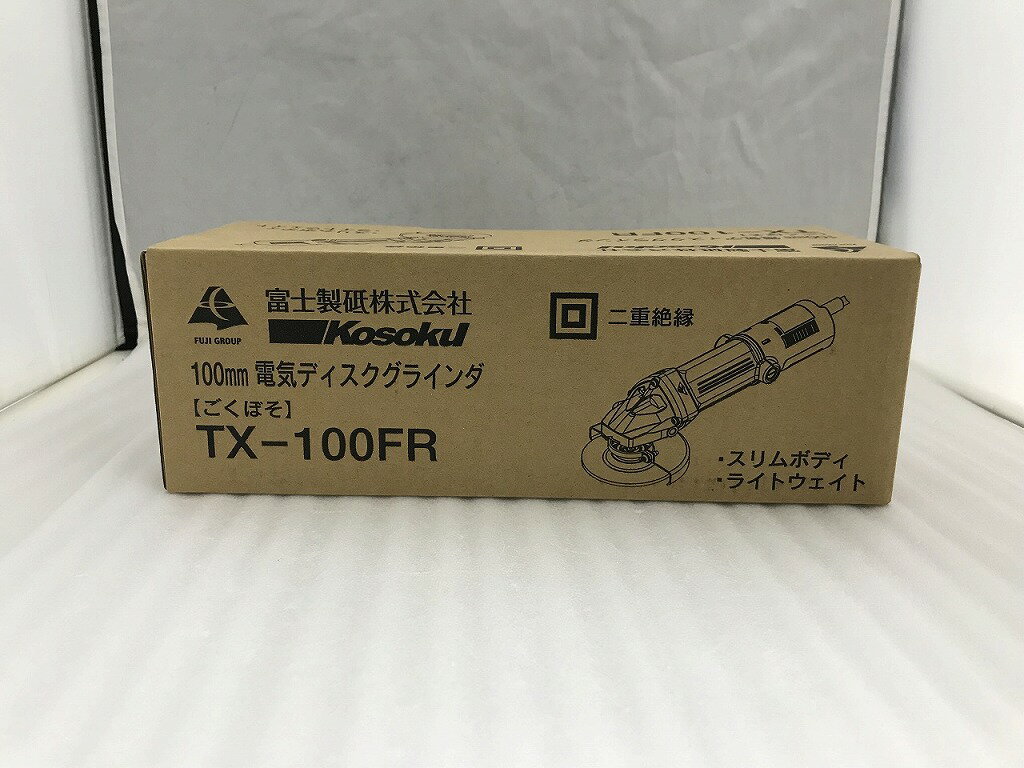 TX-100FR
FUJI GROUP
富士製砥株式会社
Kosoku
100mm 電気ディスクグラインダ
【ごくぼそ】
TX-100FR
二重絶縁
・スリムボディ
・ライトウェイト